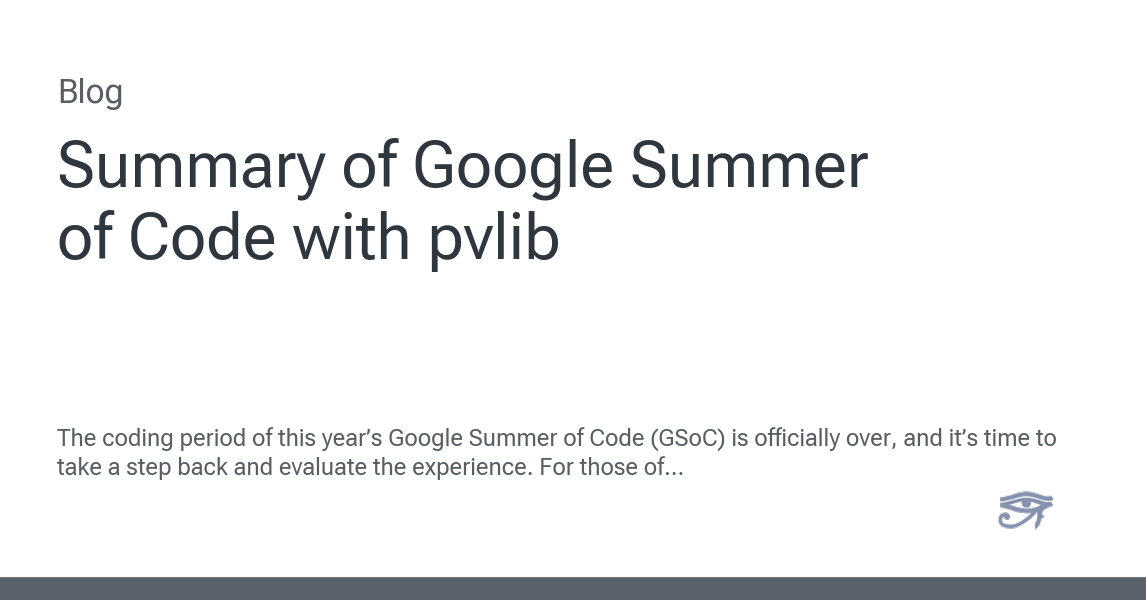 Blog
Summary of Google Summer
of Code with pvlib
The coding period of this year’s Google Summer of Code (GSoC) is officially over, and it’s time to
take a step back and evaluate the experience. For those of...